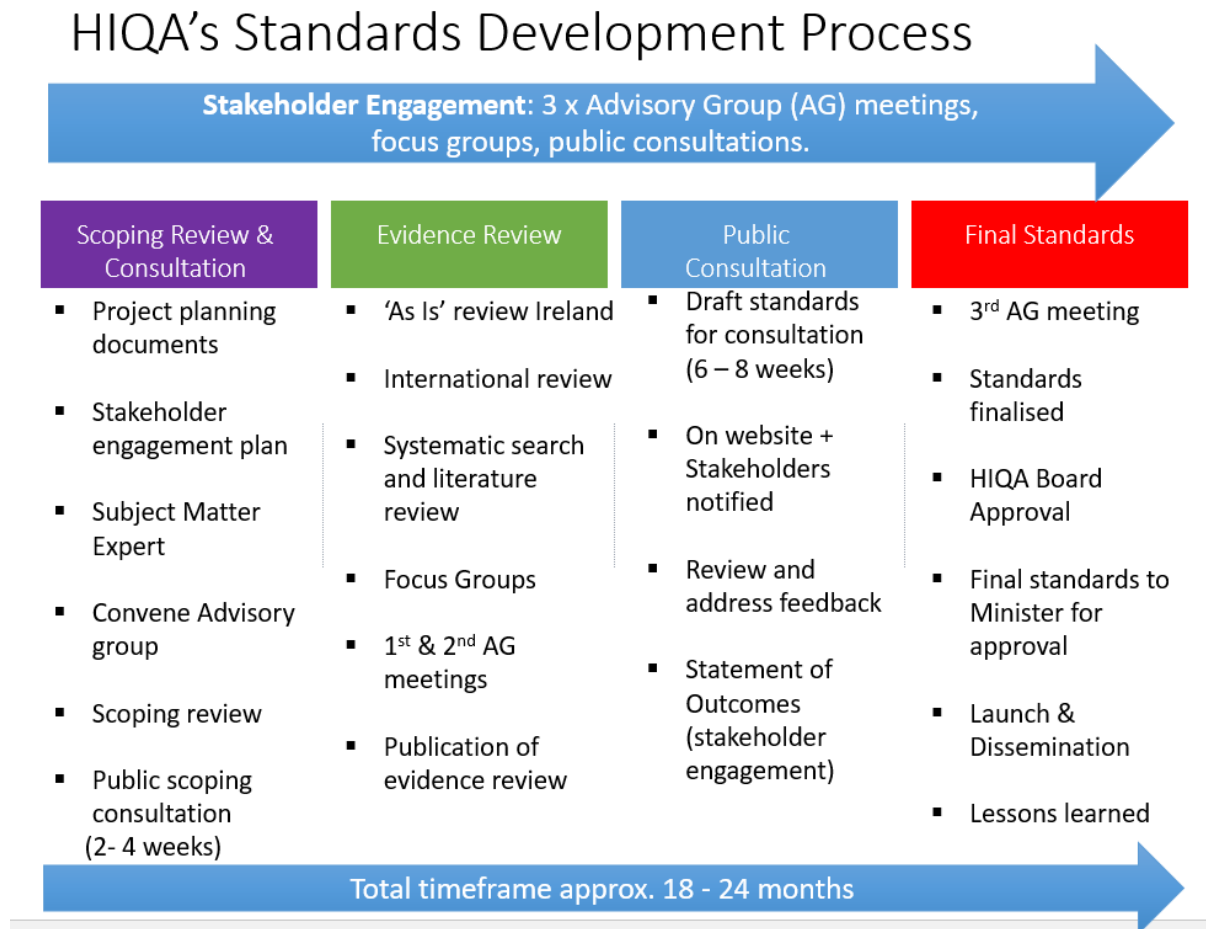 HIQA's Standards Development Process
Stakeholder Engagement: 3 x Advisory Group (AG) meetings,
focus groups, public consultations.
Scoping Review &
Consultation
▪ Project planning
documents
▪ Stakeholder
engagement plan
▪ Subject Matter
Expert
▪ Convene Advisory
group
▪ Scoping review
▪ Public scoping
consultation
(2- 4 weeks)
Evidence Review
▪ ‘As Is’ review Ireland
▪ International review
▪ Systematic search
and literature
review
▪ Focus Groups
▪ 1st & 2nd AG
meetings
▪ Publication of
evidence review
Public
Consultation
▪ Draft standards
for consultation
(6 – 8 weeks)
▪ On website +
Stakeholders
notified
▪ Review and
address feedback
▪ Statement of
Outcomes
(stakeholder
engagement)
Final Standards
▪ 3rd AG meeting
▪ Standards
finalised
▪ HIQA Board
Approval
▪ Final standards to
Minister for
approval
▪ Launch &
Dissemination
▪ Lessons learned
Total timeframe approx. 18 - 24 months